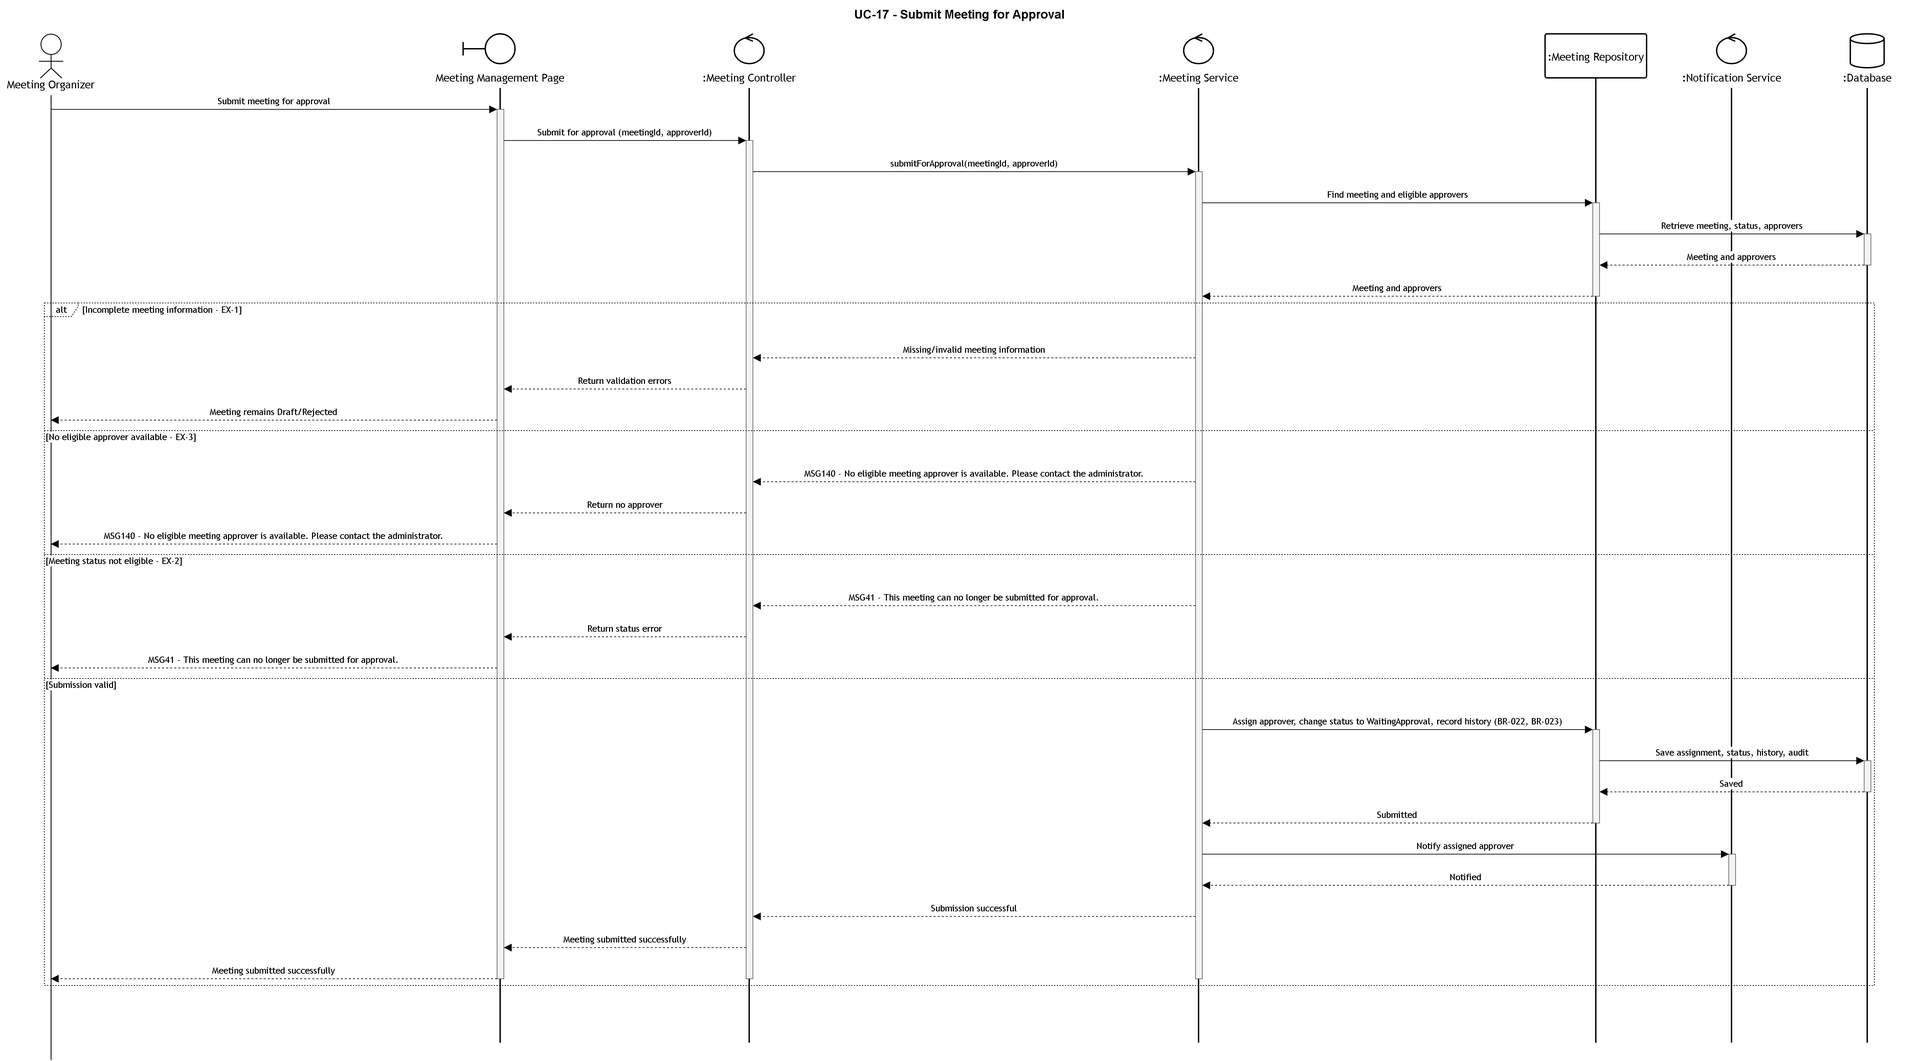 UC-17 - Submit Meeting for Approval
Meeting Organizer
Meeting Management Page
:Meeting Controller
:Meeting Service
:Meeting Repository
:Notification Service
:Database
Submit meeting for approval
Submit for approval (meetingId, approverId)
submitForApproval(meetingId, approverId)
Find meeting and eligible approvers
Retrieve meeting, status, approvers
Meeting and approvers
Meeting and approvers
alt [Incomplete meeting information - EX-1]
Missing/invalid meeting information
Return validation errors
Meeting remains Draft/Rejected
[No eligible approver available - EX-3]
MSG140 - No eligible meeting approver is available. Please contact the administrator.
Return no approver
MSG140 - No eligible meeting approver is available. Please contact the administrator.
[Meeting status not eligible - EX-2]
MSG41 - This meeting can no longer be submitted for approval.
Return status error
MSG41 - This meeting can no longer be submitted for approval.
[Submission valid]
Assign approver, change status to WaitingApproval, record history (BR-022, BR-023)
Save assignment, status, history, audit
Saved
Submitted
Notify assigned approver
Notified
Submission successful
Meeting submitted successfully
Meeting submitted successfully